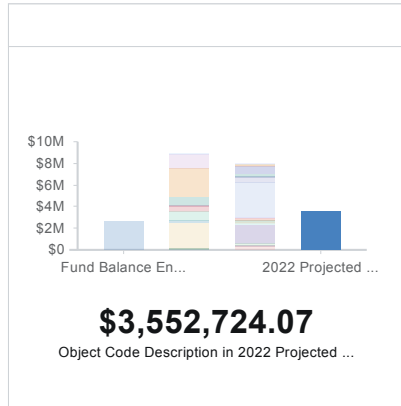 $10M
$8M
$6M
$4M
$2M
$0
Fund Balance En... 2022 Projected ...
$3,552,724.07
Object Code Description in 2022 Projected ...